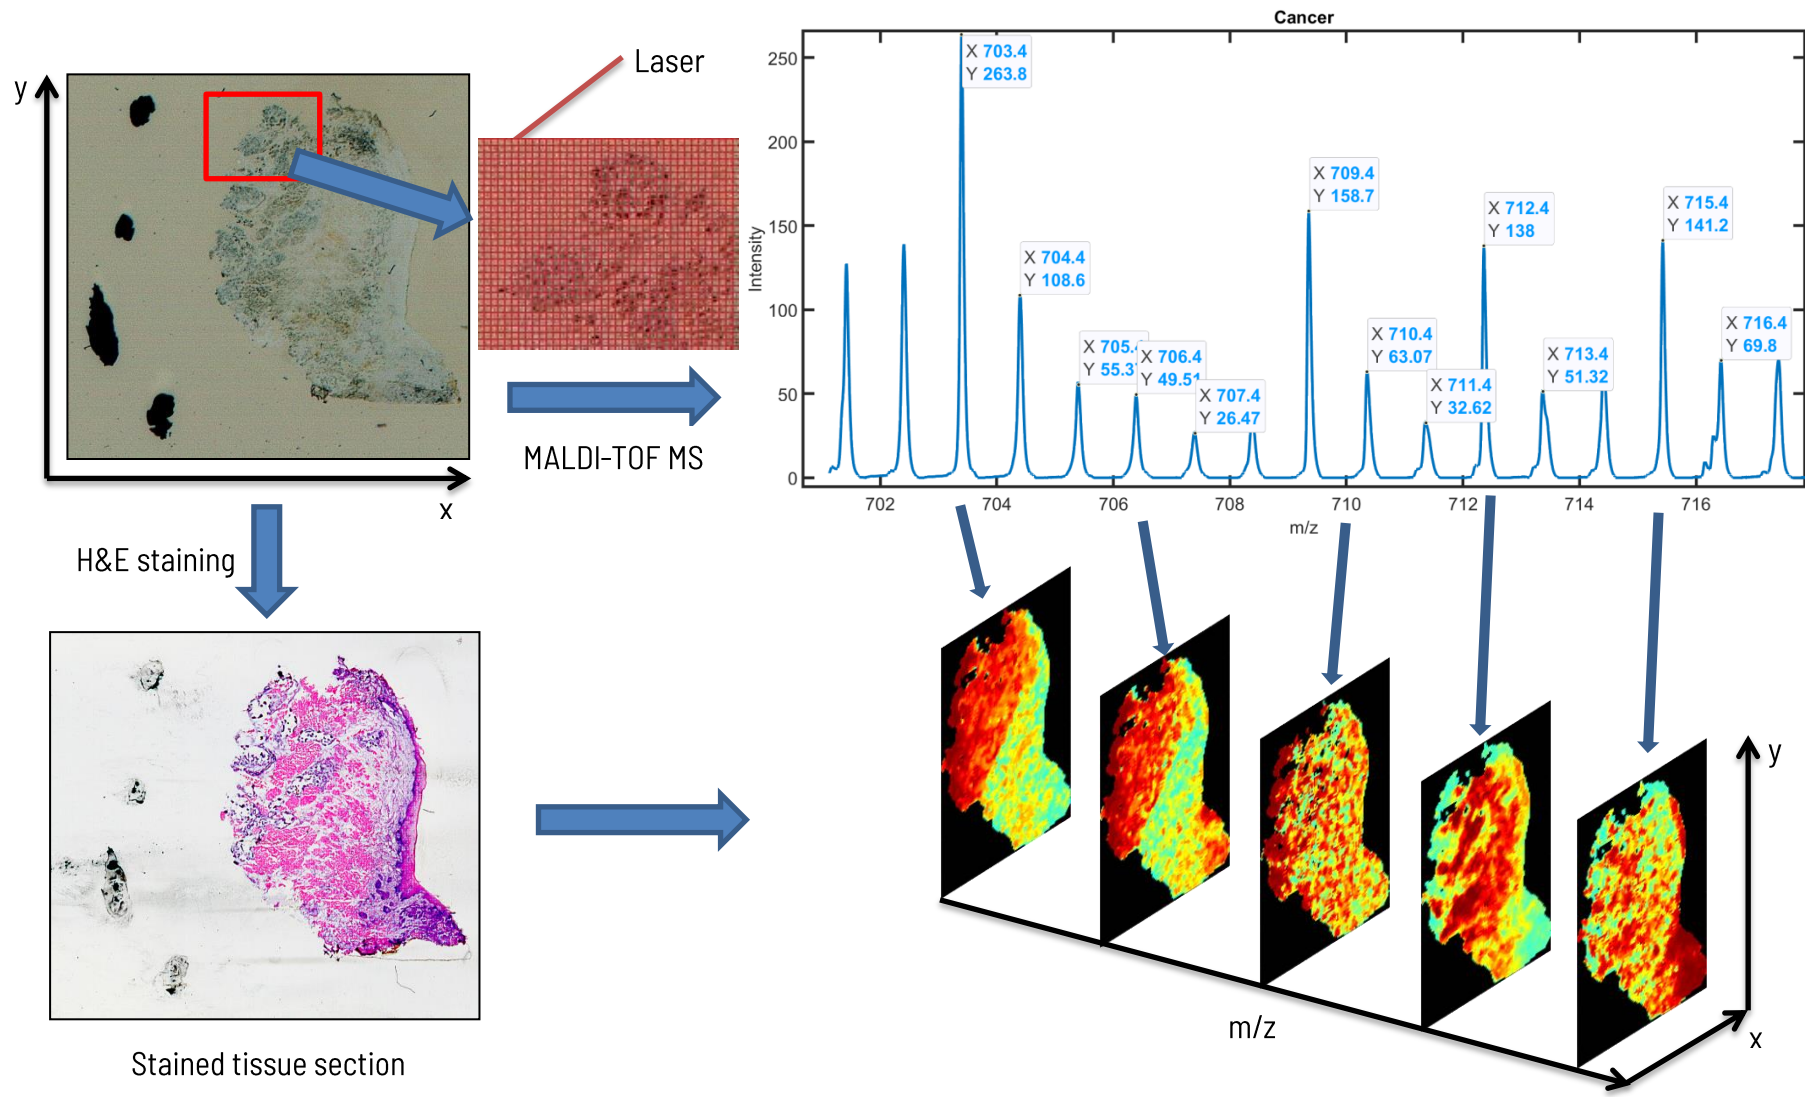 y
x
Laser
MALDI-TOF MS
H&E staining
Stained tissue section
Cancer
Intensity
250
200
150
100
50
0
X 703.4
Y 263.8
X 704.4
Y 108.6
X 705.
Y 55.3
X 706.4
Y 49.51
X 707.4
Y 26.47
X 709.4
Y 158.7
X 710.4
Y 63.07
X 711.4
Y 32.62
X 712.4
Y 138
X 713.4
Y 51.32
X 715.4
Y 141.2
X 716.4
Y 69.8
702
704
706
708
710
712
714
716
m/z
m/z
y
x